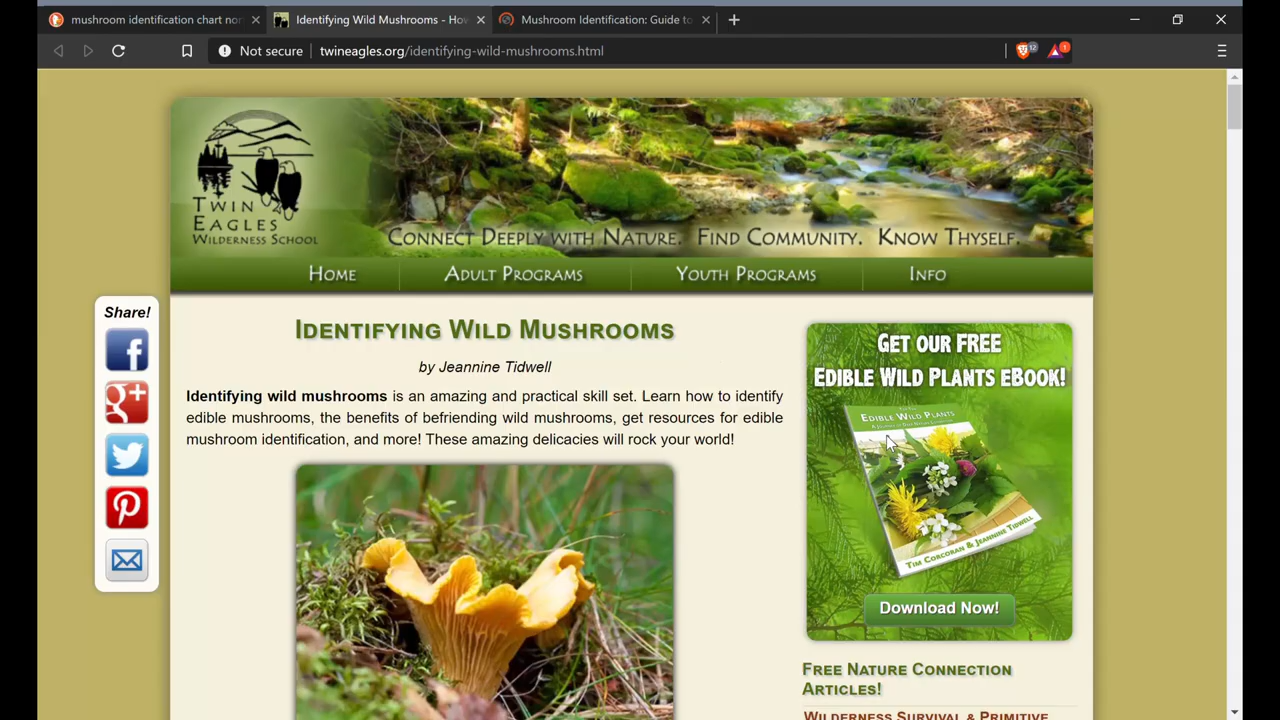 mushroom identification chart nor
Identifying Wild Mushrooms - Hov
Mushroom Identification: Guide to
Not secure
twineagles.org/identifying-wild-mushrooms.html
12
1
Twin
Eagles
Wilderness School
Connect Deeply with Nature. Find Community. Know Thyself.
Home
Adult Programs
Youth Programs
Info
Share!
Identifying Wild Mushrooms
by Jeannine Tidwell
Identifying wild mushrooms is an amazing and practical skill set. Learn how to identify
edible mushrooms, the benefits of befriending wild mushrooms, get resources for edible
mushroom identification, and more! These amazing delicacies will rock your world!
Get our FREE
Edible Wild Plants eBook!
Edible Wild Plants
Tim Corcoran & Jeannine Tidwell
Download Now!
Free Nature Connection
Articles!
Wilderness Survival & Primitive